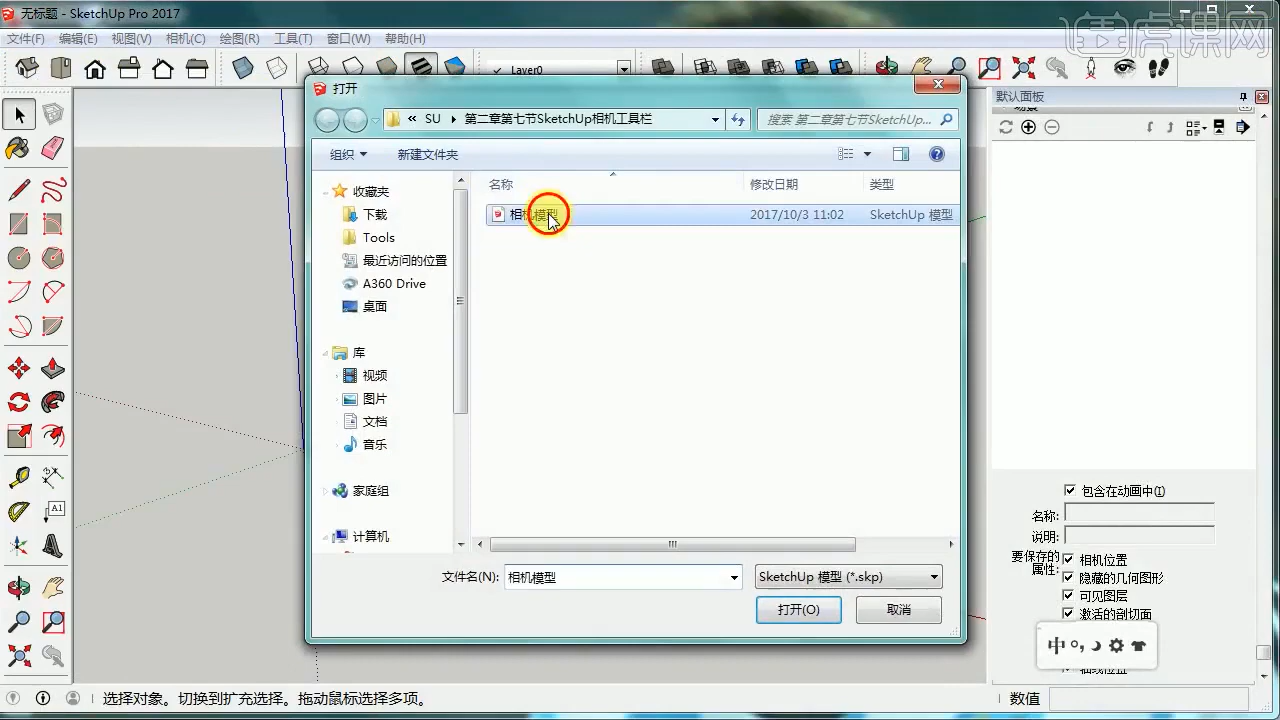 无标题 - SketchUp Pro 2017
虎课网
文件(F) 编辑(E) 视图(V) 相机(C) 绘图(R) 工具(T) 窗口(W) 帮助(H)
Layer0
打开
默认面板
« SU 第二章第七节SketchUp相机工具栏
搜索 第二章第七节SketchUp...
组织 新建文件夹
名称 修改日期 类型
相机模型 2017/10/3 11:02 SketchUp 模型
收藏夹
下载
Tools
最近访问的位置
A360 Drive
桌面
库
视频
图片
文档
音乐
家庭组
计算机
文件名(N): 相机模型 SketchUp 模型 (*.skp)
打开(O) 取消
包含在动画中(I)
名称:
说明:
要保存的属性:
相机位置
隐藏的几何图形
可见图层
激活的剖切面
轴线位置
中
A1
选择对象。切换到扩充选择。拖动鼠标选择多项。
数值